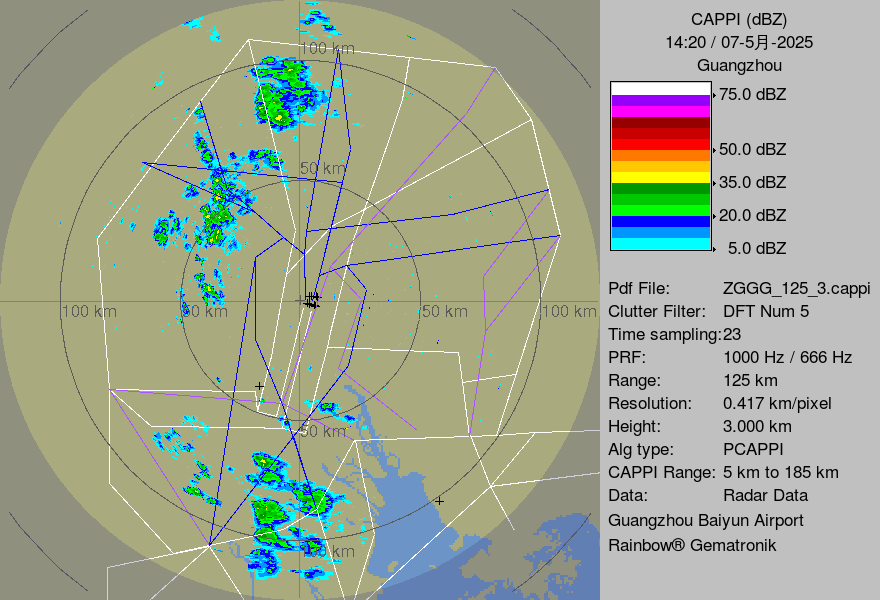 CAPPI (dBZ)
14:20 / 07-5月-2025
Guangzhou
75.0 dBZ
50.0 dBZ
35.0 dBZ
20.0 dBZ
5.0 dBZ
100 km
50 km
100 km
50 km
50 km
100 km
50 km
100 km
Pdf File: ZGGG_125_3.cappi
Clutter Filter: DFT Num 5
Time sampling:23
PRF: 1000 Hz / 666 Hz
Range: 125 km
Resolution: 0.417 km/pixel
Height: 3.000 km
Alg type: PCAPPI
CAPPI Range: 5 km to 185 km
Data: Radar Data
Guangzhou Baiyun Airport
Rainbow® Gematronik